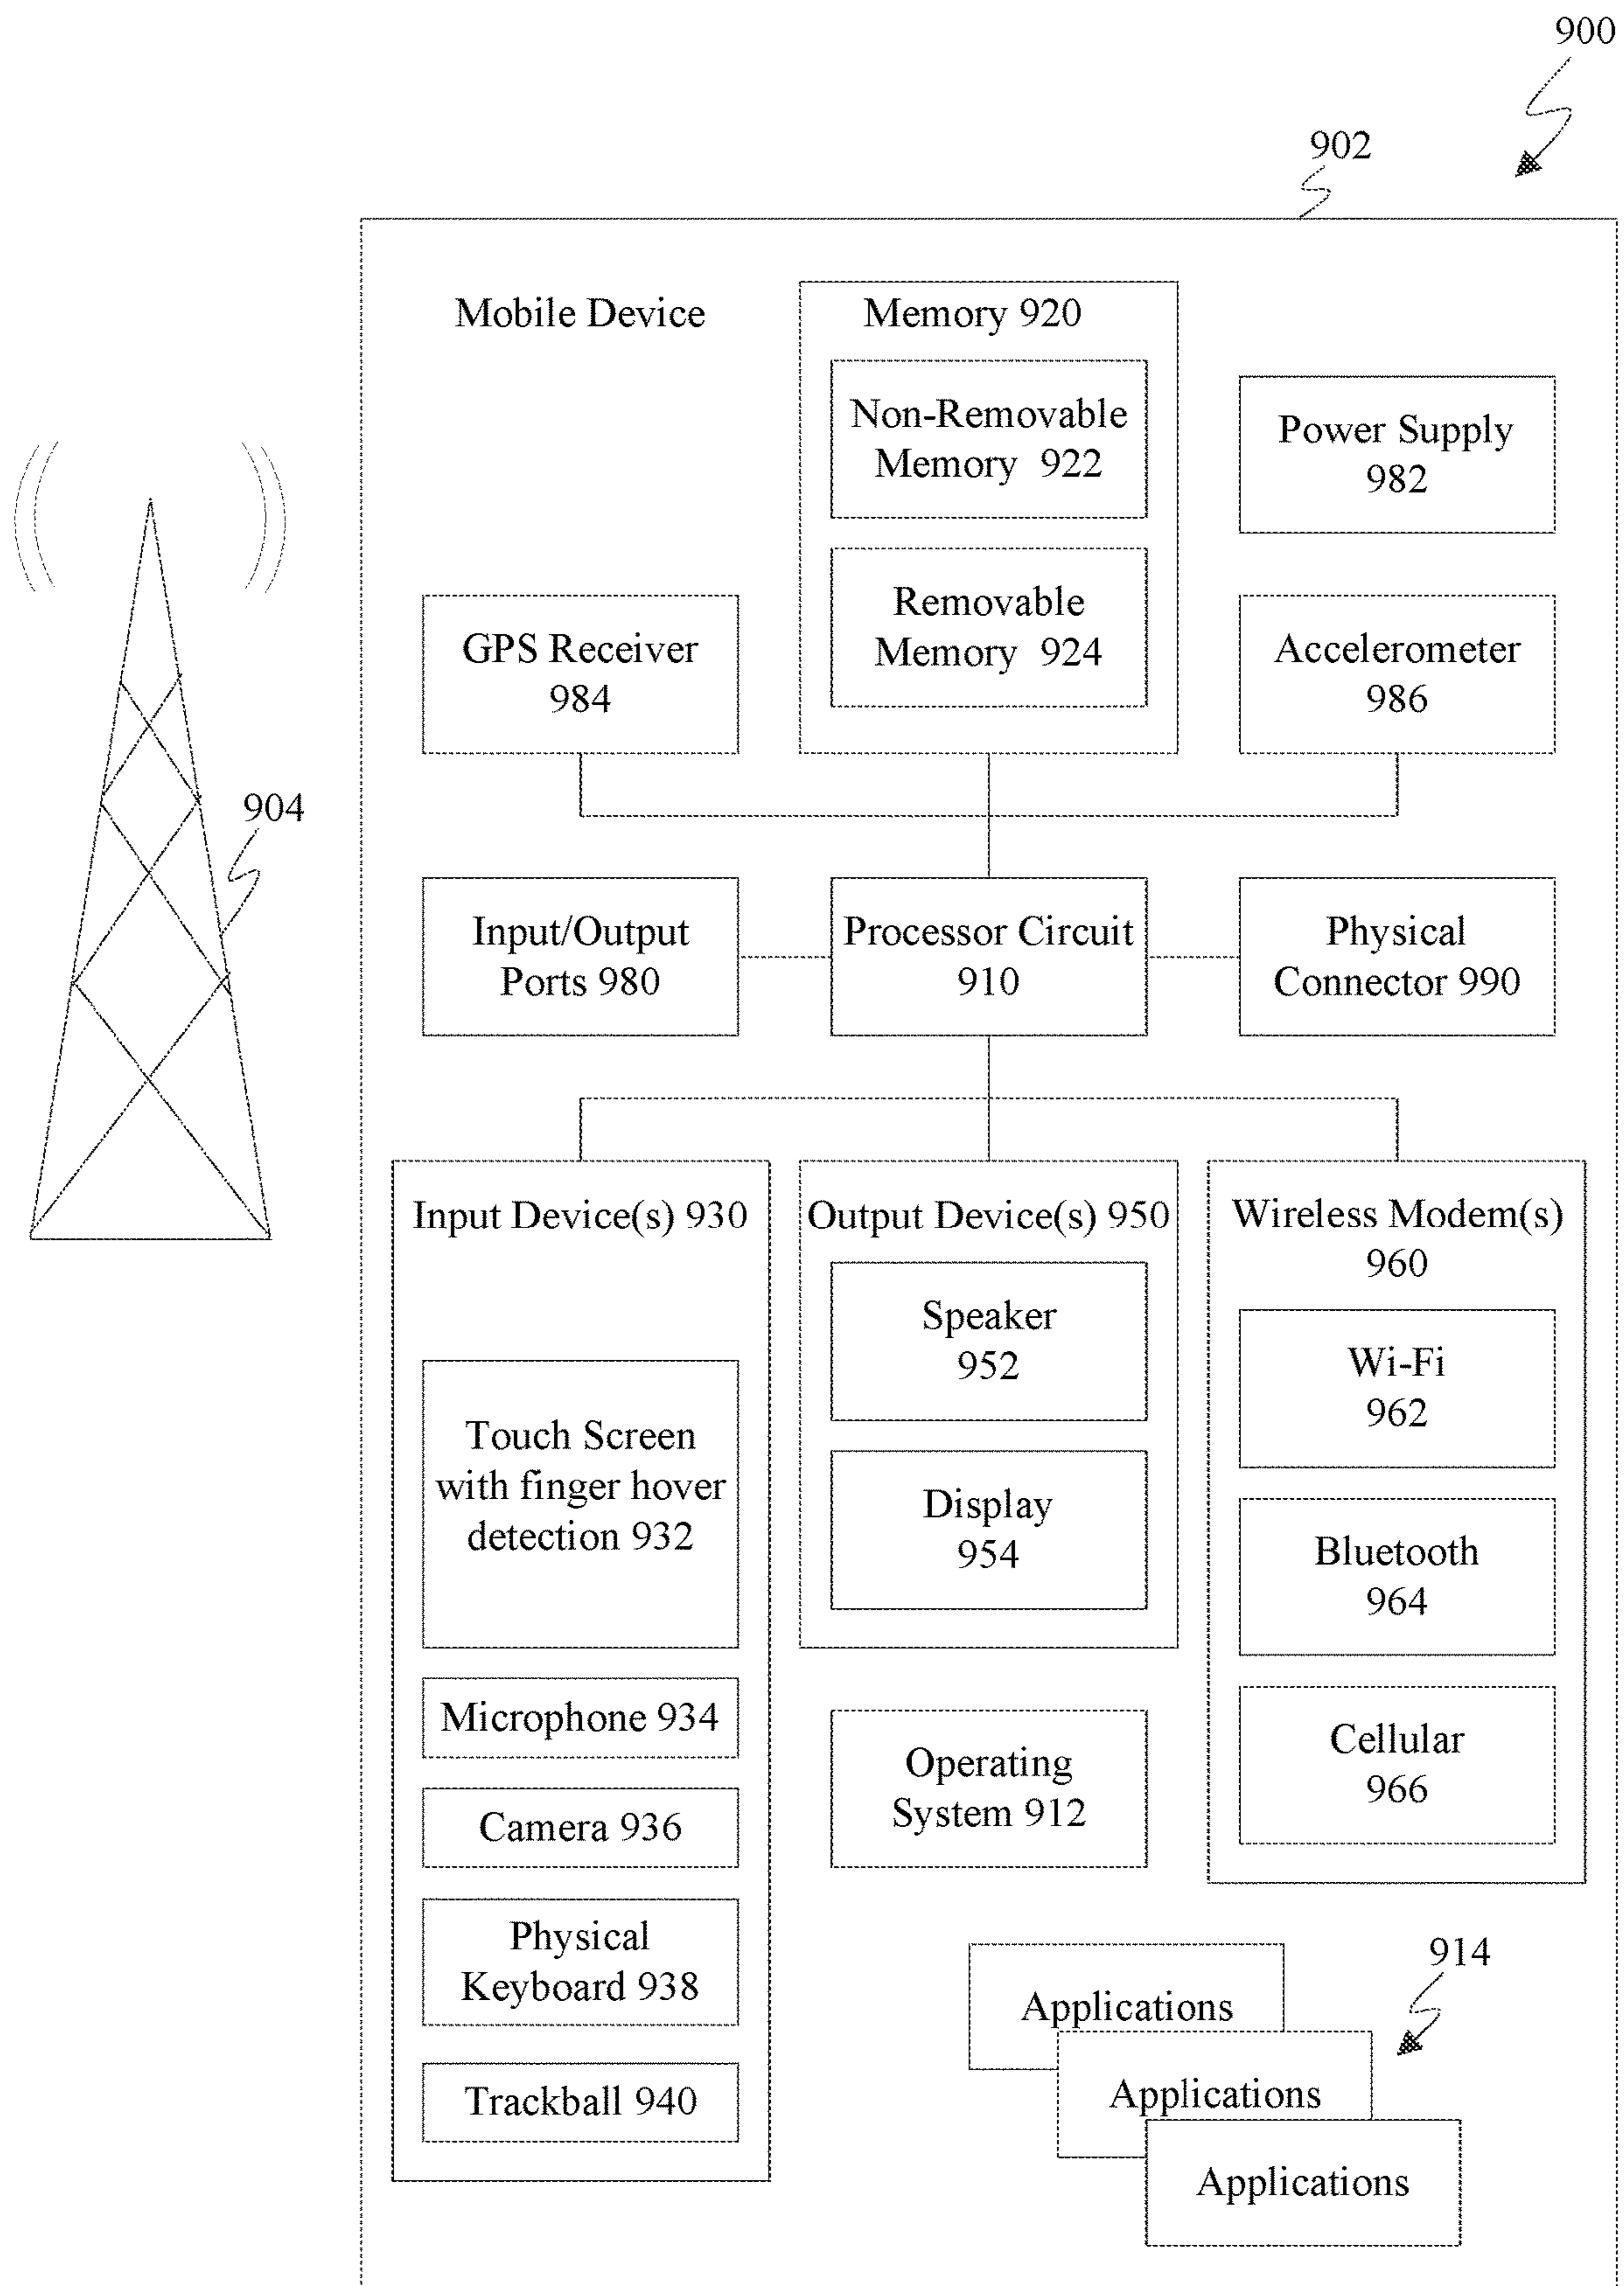 900
902
Mobile Device
Memory 920
Non-Removable
Memory 922
Power Supply
982
Removable
Memory 924
GPS Receiver
984
Accelerometer
986
904
Input/Output
Ports 980
Processor Circuit
910
Physical
Connector 990
Input Device(s) 930
Output Device(s) 950
Wireless Modem(s)
960
Speaker
952
Wi-Fi
962
Touch Screen
with finger hover
detection 932
Display
954
Bluetooth
964
Microphone 934
Cellular
966
Operating
System 912
Camera 936
Physical
Keyboard 938
914
Applications
Trackball 940
Applications
Applications